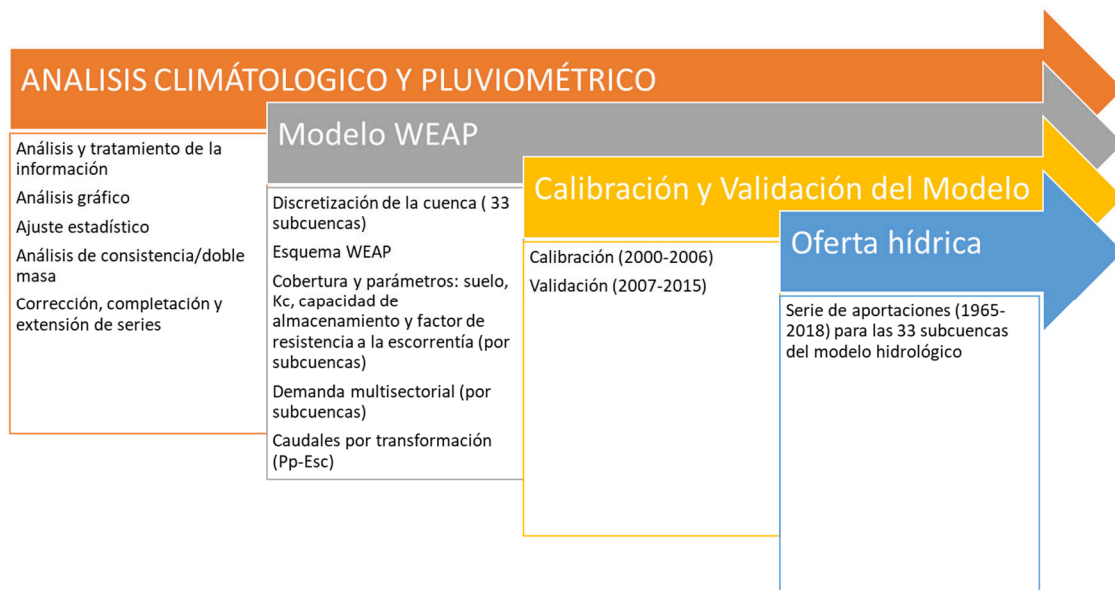 ANALISIS CLIMÁTOLOGICO Y PLUVIOMÉTRICO
Análisis y tratamiento de la
información
Análisis gráfico
Ajuste estadístico
Análisis de consistencia/doble
masa
Corrección, completación y
extensión de series
Modelo WEAP
Discretización de la cuenca ( 33
subcuencas)
Esquema WEAP
Cobertura y parámetros: suelo,
Kc, capacidad de
almacenamiento y factor de
resistencia a la escorrentía (por
subcuencas)
Demanda multisectorial (por
subcuencas)
Caudales por transformación
(Pp-Esc)
Calibración y Validación del Modelo
Calibración (2000-2006)
Validación (2007-2015)
Oferta hídrica
Serie de aportaciones (1965-
2018) para las 33 subcuencas
del modelo hidrológico